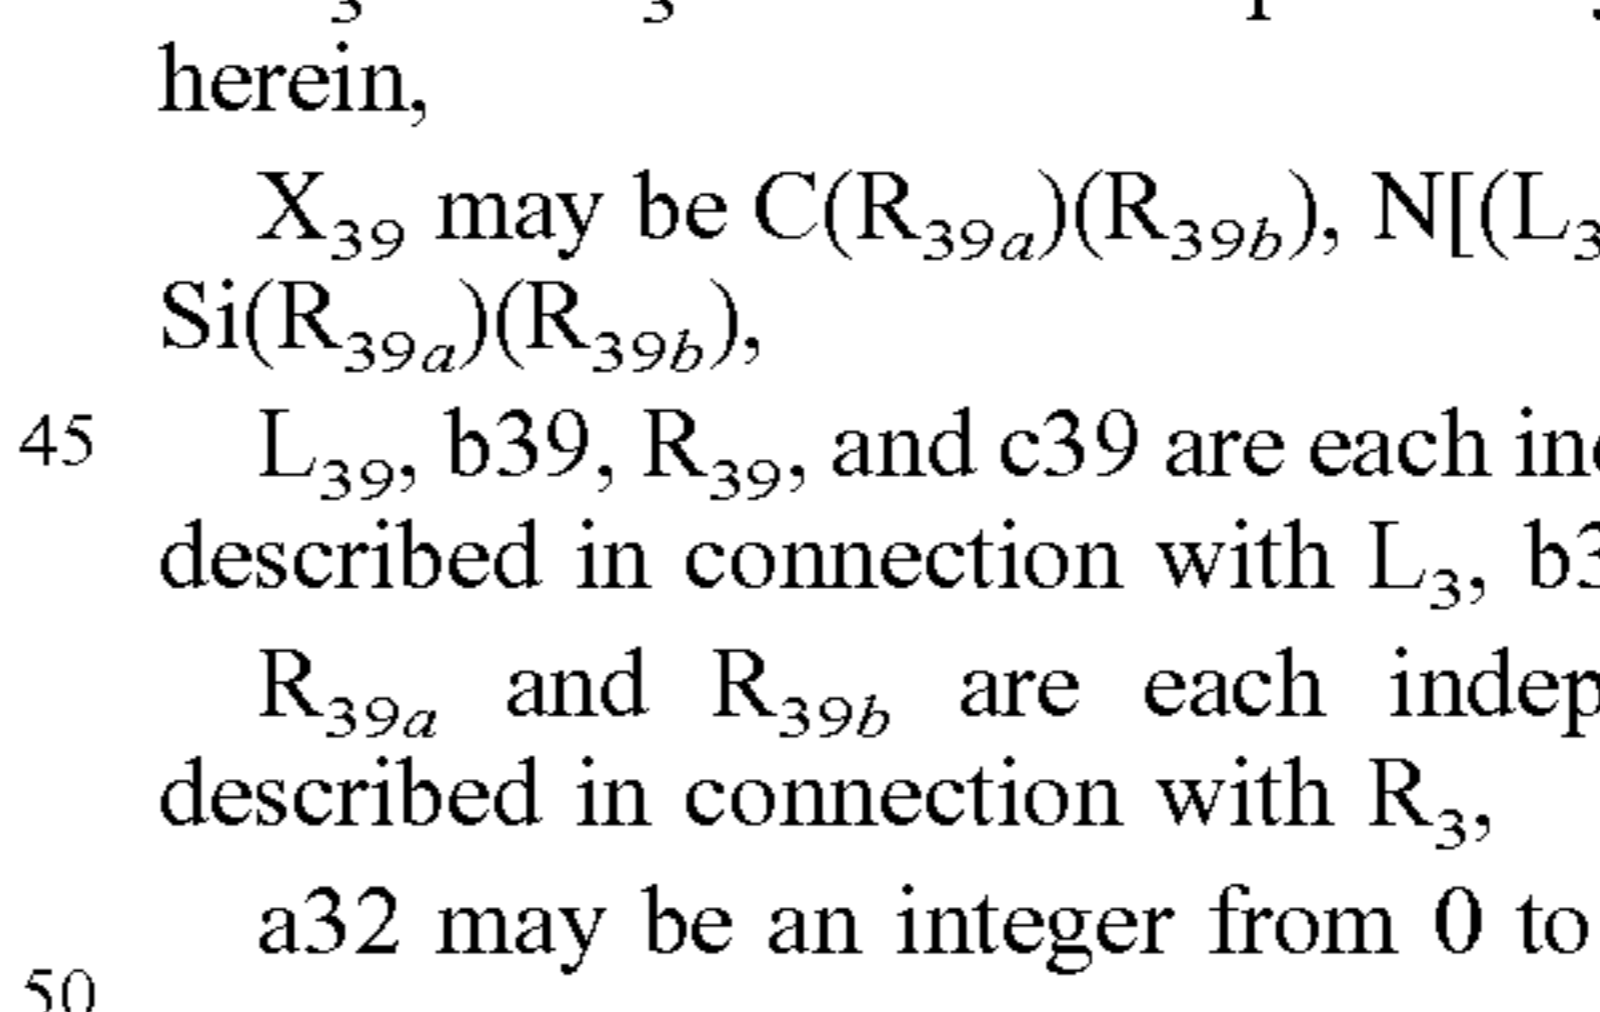 herein,
X₃₉ may be C(R₃₉ₐ)(R₃₉b), N[(L₃
Si(R₃₉ₐ)(R₃₉b),
45 L₃₉, b39, R₃₉, and c39 are each
described in connection with L₃, b3
R₃₉ₐ and R₃₉b are each
described in connection with R₃,
a32 may be an integer from 0 to
50